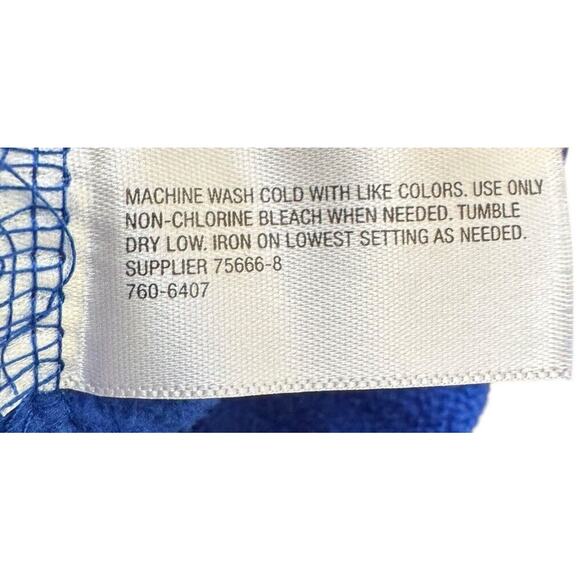 MACHINE WASH COLD WITH LIKE COLORS. USE ONLY
NON-CHLORINE BLEACH WHEN NEEDED. TUMBLE
DRY LOW. IRON ON LOWEST SETTING AS NEEDED.
SUPPLIER 75666-8
760-6407